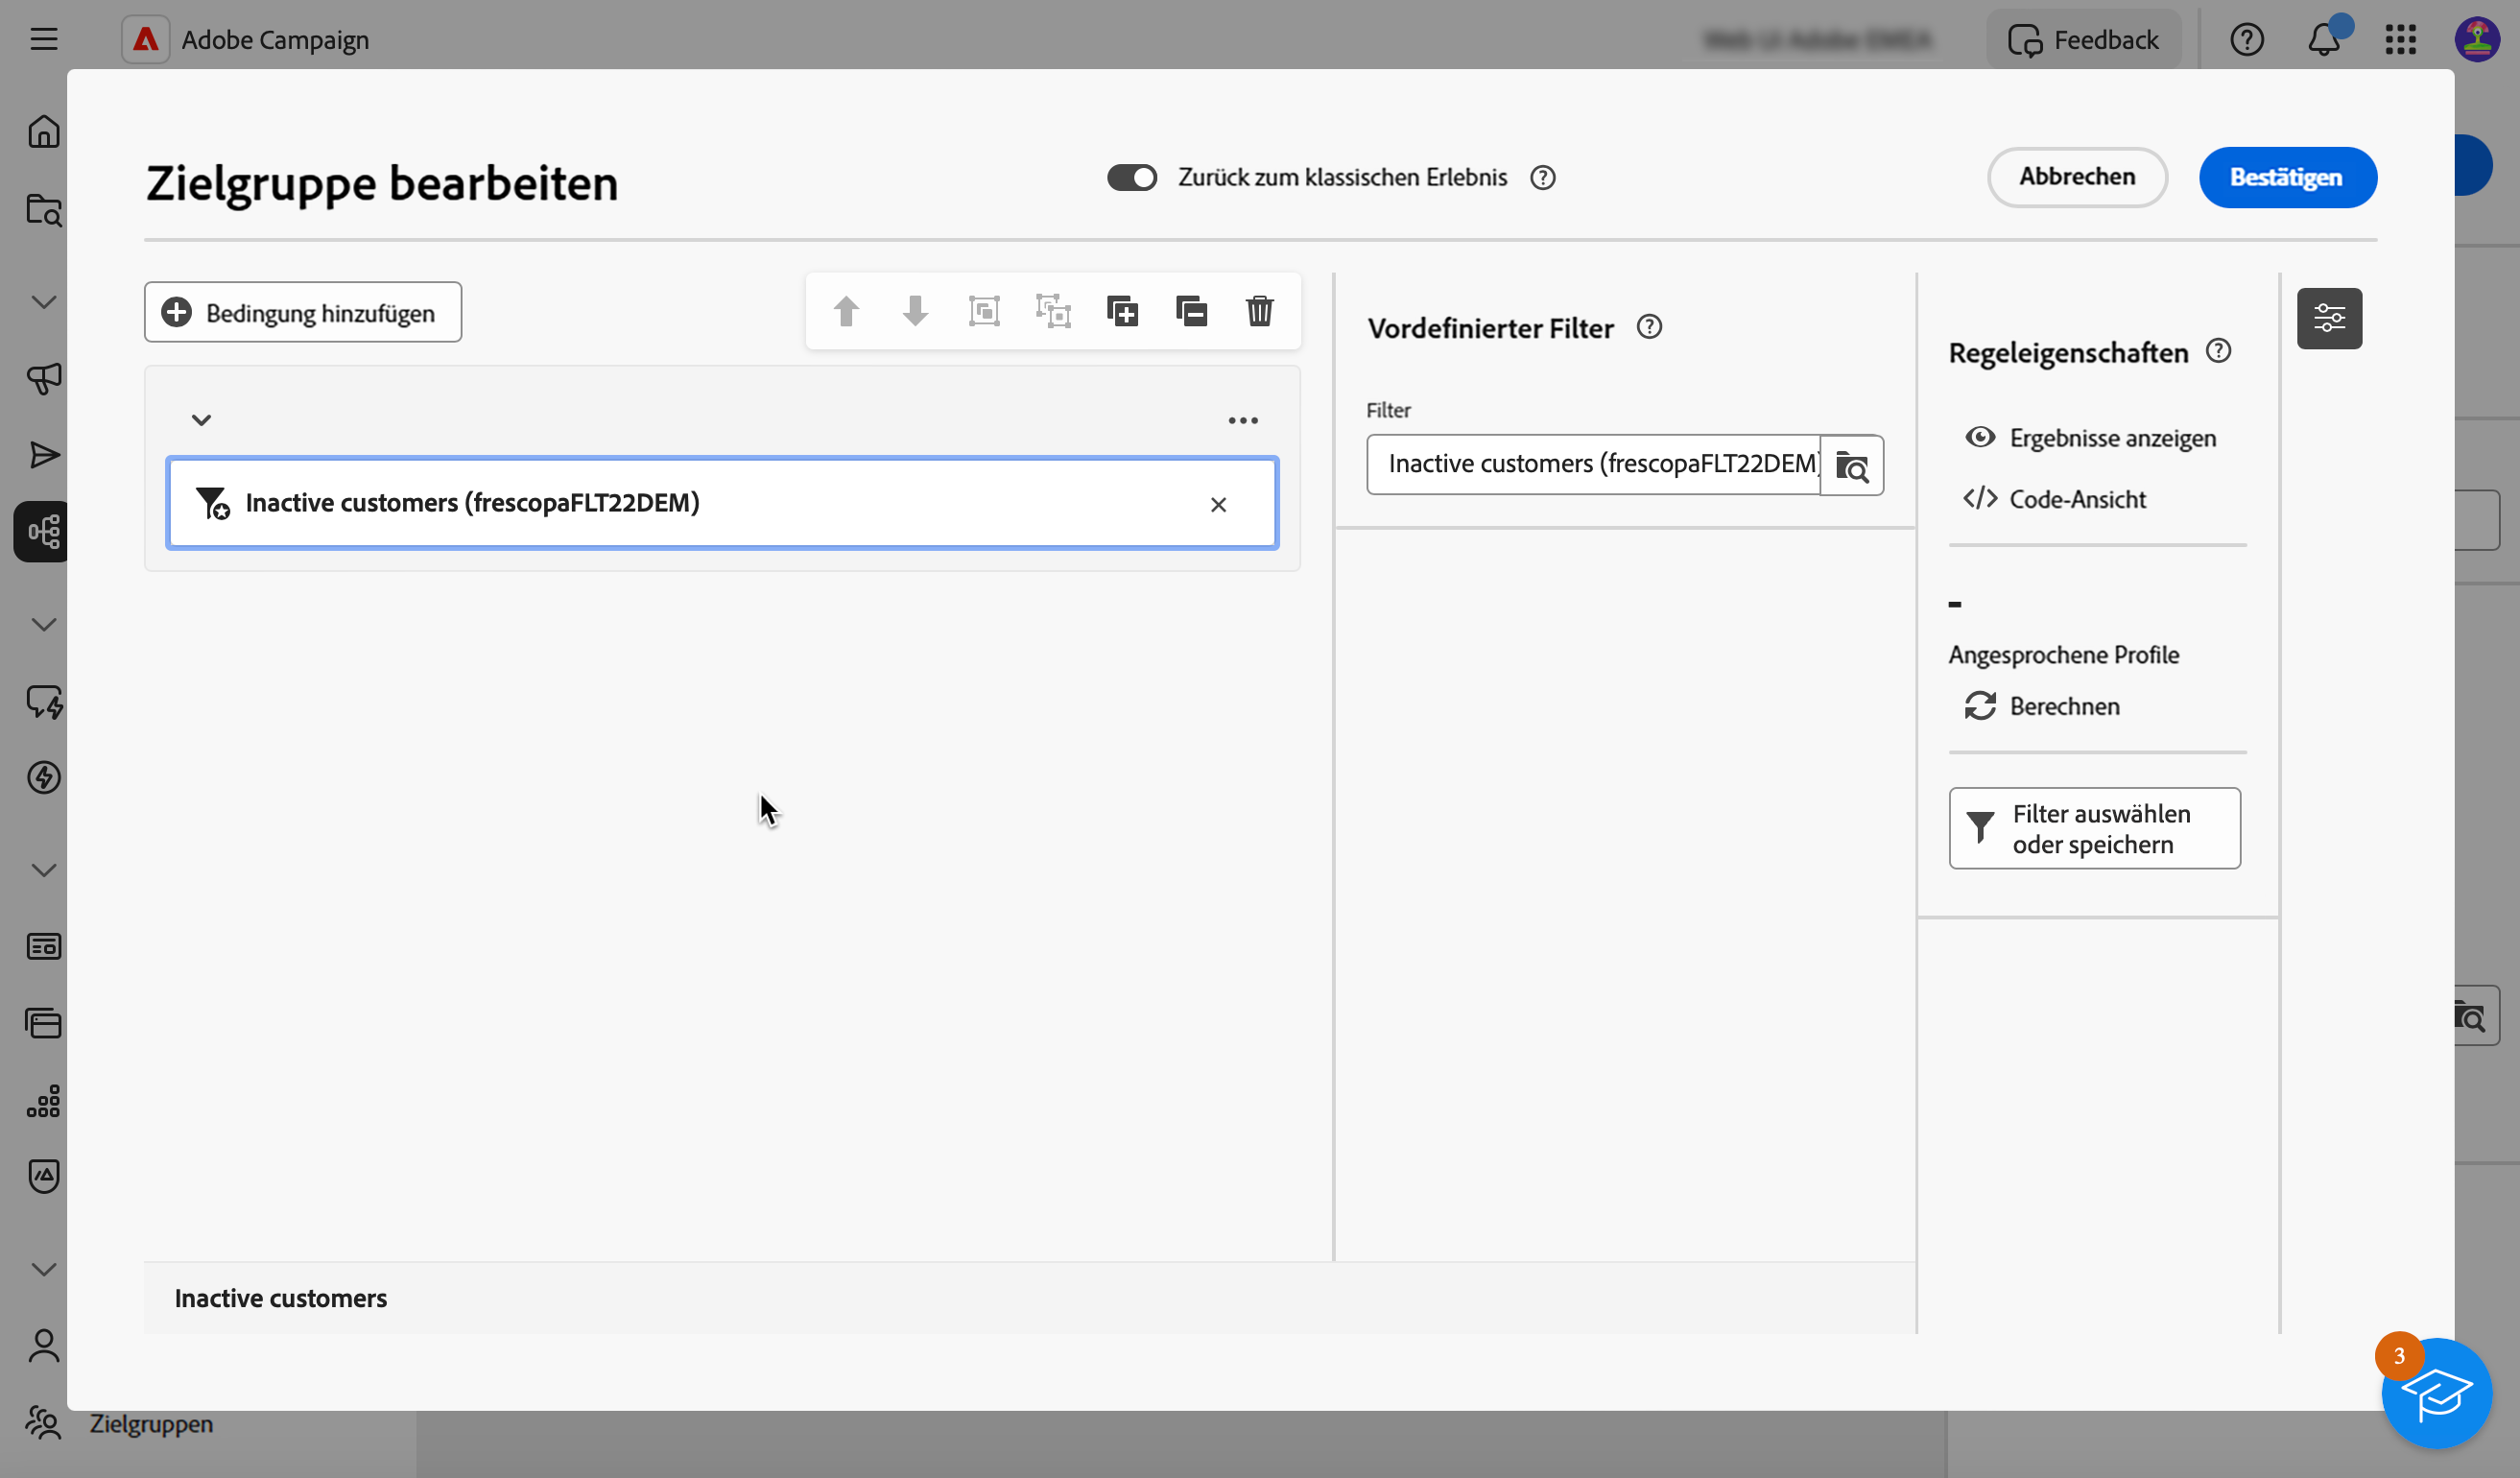 Adobe Campaign
Feedback
Zielgruppe bearbeiten
Zurück zum klassischen Erlebnis
Abbrechen
Bestätigen
Bedingung hinzufügen
Inactive customers (frescopaFLT22DEM)
Vordefinierter Filter
Filter
Inactive customers (frescopaFLT22DEM)
Regeleigenschaften
Ergebnisse anzeigen
Code-Ansicht
-
Angesprochene Profile
Berechnen
Filter auswählen
oder speichern
Inactive customers
3
Zielgruppen